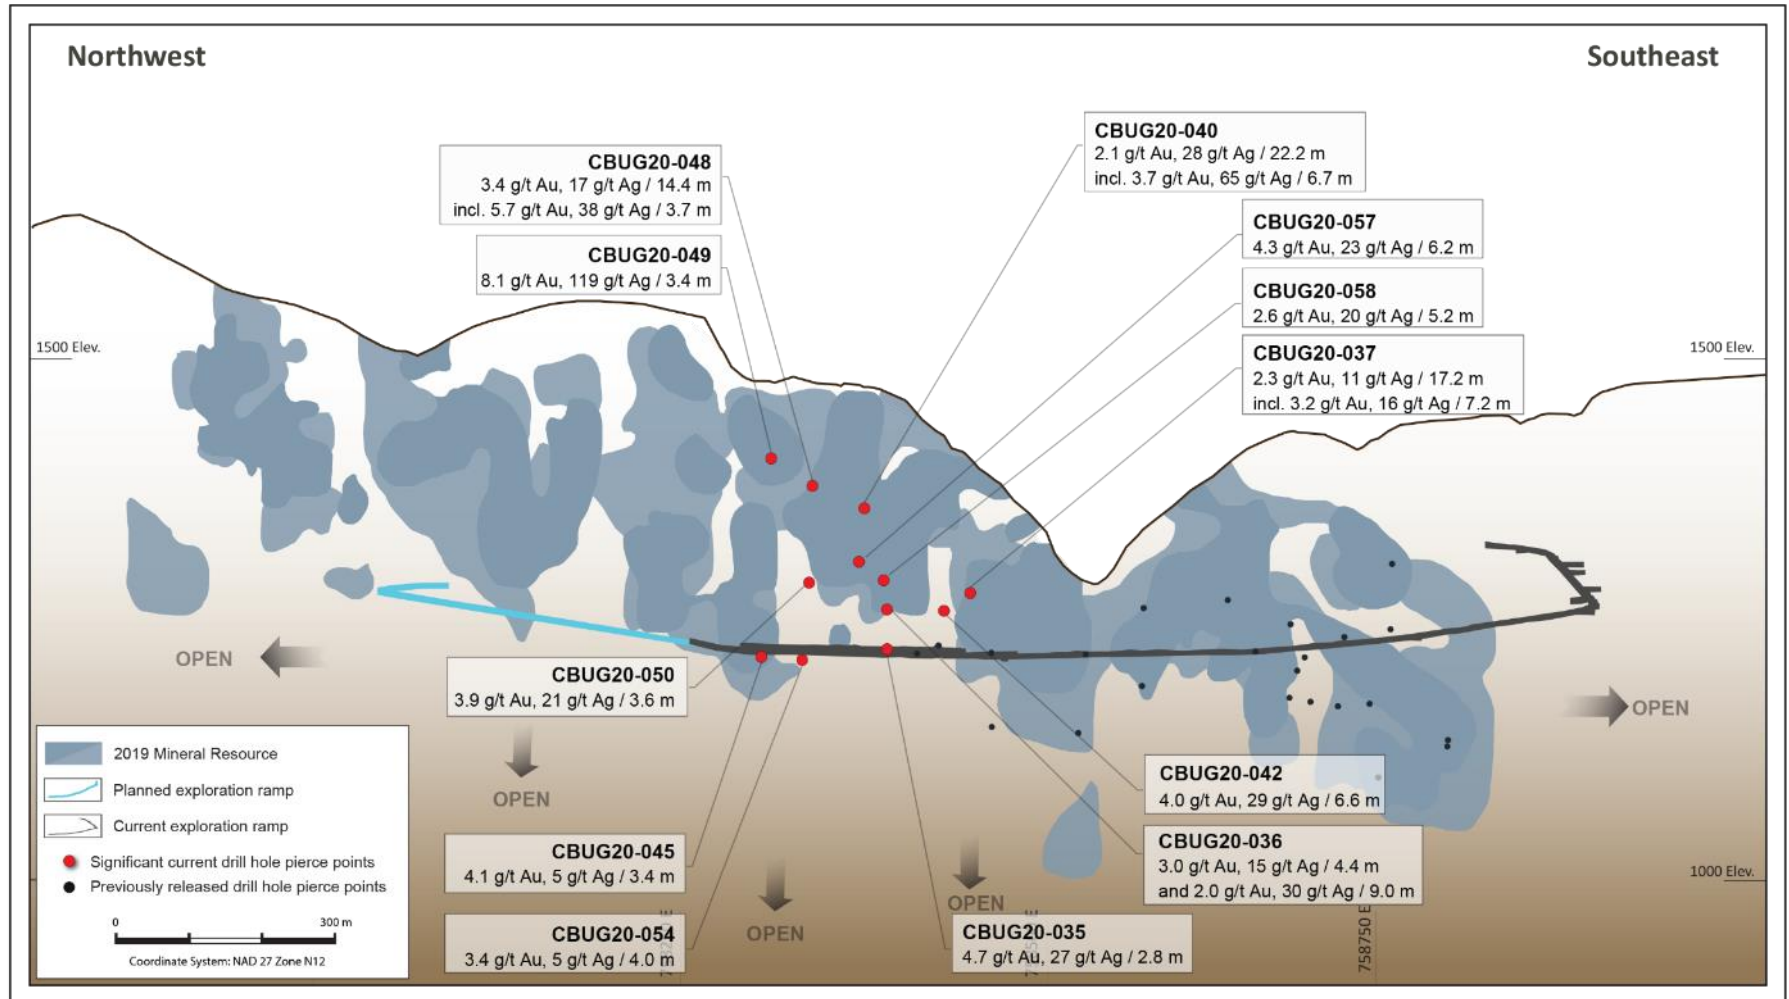 Northwest
Southeast
CBUG20-040
2.1 g/t Au, 28 g/t Ag / 22.2 m
incl. 3.7 g/t Au, 65 g/t Ag / 6.7 m
CBUG20-048
3.4 g/t Au, 17 g/t Ag / 14.4 m
incl. 5.7 g/t Au, 38 g/t Ag / 3.7 m
CBUG20-057
4.3 g/t Au, 23 g/t Ag / 6.2 m
CBUG20-049
8.1 g/t Au, 119 g/t Ag / 3.4 m
CBUG20-058
2.6 g/t Au, 20 g/t Ag / 5.2 m
1500 Elev.
1500 Elev.
CBUG20-037
2.3 g/t Au, 11 g/t Ag / 17.2 m
incl. 3.2 g/t Au, 16 g/t Ag / 7.2 m
OPEN
CBUG20-050
3.9 g/t Au, 21 g/t Ag / 3.6 m
OPEN
2019 Mineral Resource
Planned exploration ramp
Current exploration ramp
Significant current drill hole pierce points
Previously released drill hole pierce points
0 300 m
Coordinate System: NAD 27 Zone N12
OPEN
CBUG20-042
4.0 g/t Au, 29 g/t Ag / 6.6 m
CBUG20-045
4.1 g/t Au, 5 g/t Ag / 3.4 m
CBUG20-036
3.0 g/t Au, 15 g/t Ag / 4.4 m
and 2.0 g/t Au, 30 g/t Ag / 9.0 m
1000 Elev.
OPEN
OPEN
CBUG20-054
3.4 g/t Au, 5 g/t Ag / 4.0 m
CBUG20-035
4.7 g/t Au, 27 g/t Ag / 2.8 m
758750 E